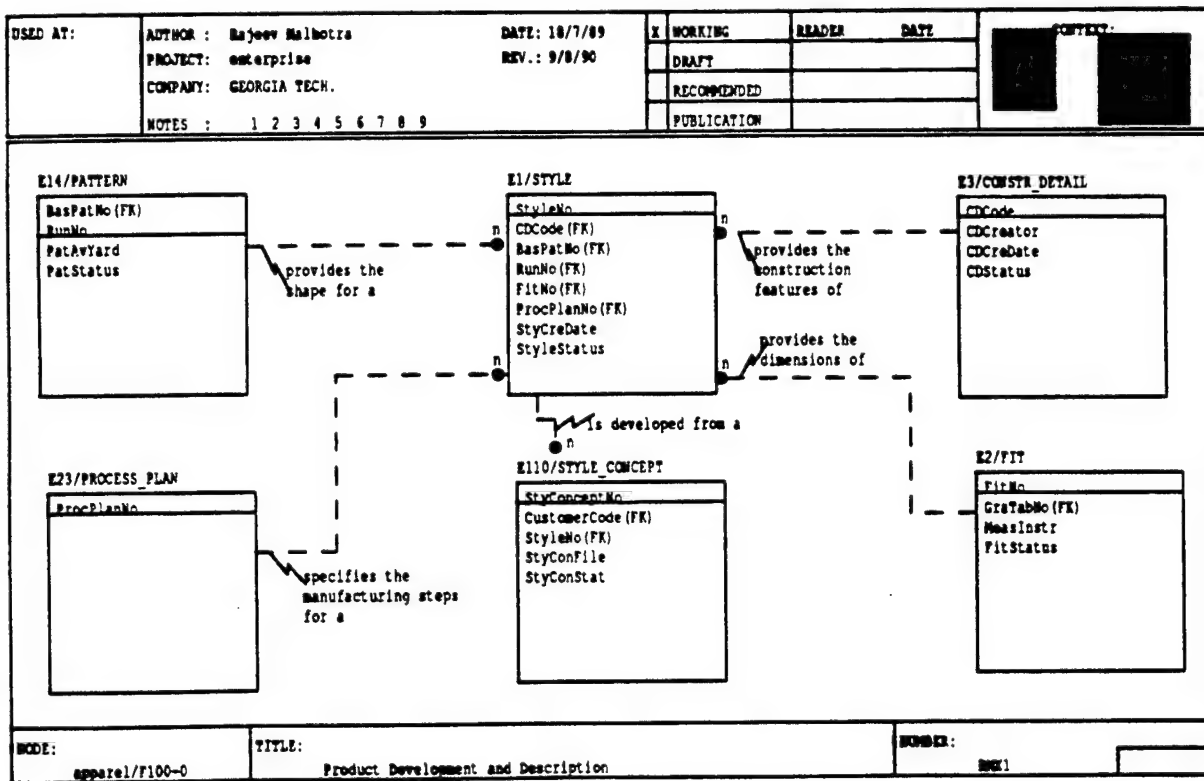 USED AT:
AUTHOR : Rajeev Malhotra
DATE: 18/7/89
PROJECT: enterprise
REV.: 9/8/90
COMPANY: GEORGIA TECH.
NOTES : 1 2 3 4 5 6 7 8 9
X WORKING
DRAFT
RECOMMENDED
PUBLICATION
READER DATE
CONTEXT:
E14/PATTERN
BasPatNo(FK)
RunNo
PatAvYard
PatStatus
n
provides the
shape for a
E1/STYLE
StyleNo
CDCode(FK)
BasPatNo(FK)
RunNo(FK)
FitNo(FK)
ProcPlanNo(FK)
StyCreDate
StyleStatus
n
provides the
construction
features of
E3/CONSTR_DETAIL
CDCode
CDCreator
CDCreDate
CDStatus
n
provides the
dimensions of
n
is developed from a
n
E23/PROCESS_PLAN
ProcPlanNo
specifies the
manufacturing steps
for a
E110/STYLE_CONCEPT
StyConceptNo
CustomerCode(FK)
StyleNo(FK)
StyConFile
StyConStat
E2/FIT
FitNo
GraTabNo(FK)
MeasInstr
FitStatus
NODE:
apparel/F100-0
TITLE:
Product Development and Description
NUMBER: